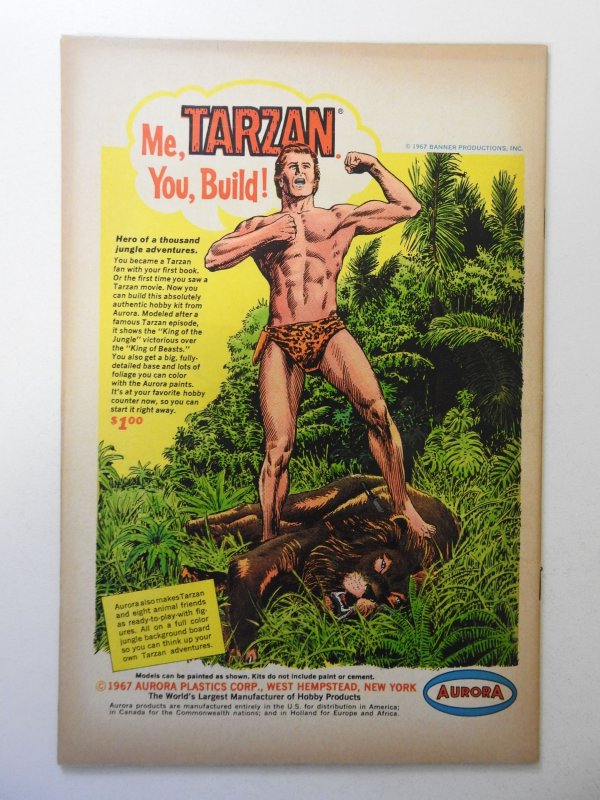 Me, TARZAN®.
You, Build!
© 1967 BANNER PRODUCTIONS, INC.
Hero of a thousand
jungle adventures.
You became a Tarzan
fan with your first book.
Or the first time you saw a
Tarzan movie. Now you
can build this absolutely
authentic hobby kit from
Aurora. Modeled after a
famous Tarzan episode,
it shows the "King of the
Jungle" victorious over
the "King of Beasts."
You also get a big, fully-
detailed base and lots of
foliage you can color
with the Aurora paints.
It's at your favorite hobby
counter now, so you can
start it right away.
$1.00
Aurora also makes Tarzan
and eight animal friends
as ready-to-play-with fig-
ures. All on a full color
jungle background board
so you can think up your
own Tarzan adventures.
Models can be painted as shown. Kits do not include paint or cement.
© 1967 AURORA PLASTICS CORP., WEST HEMPSTEAD, NEW YORK
The World's Largest Manufacturer of Hobby Products
Aurora products are manufactured entirely in the U.S. for distribution in America;
in Canada for the Commonwealth nations; and in Holland for Europe and Africa.
AURORA